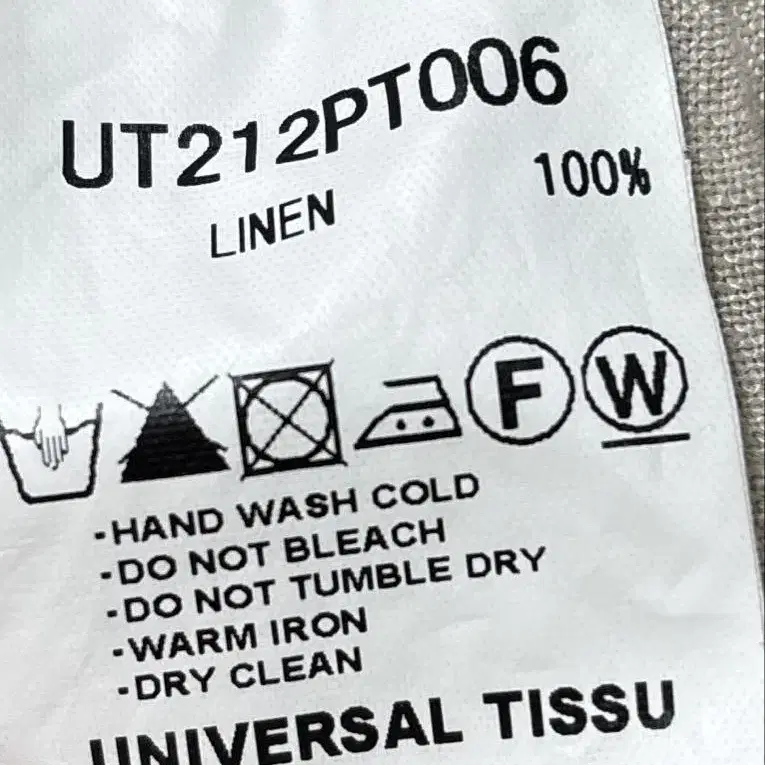 UT212PT006
LINEN 100%
F W
-HAND WASH COLD
-DO NOT BLEACH
-DO NOT TUMBLE DRY
-WARM IRON
-DRY CLEAN
UNIVERSAL TISSU